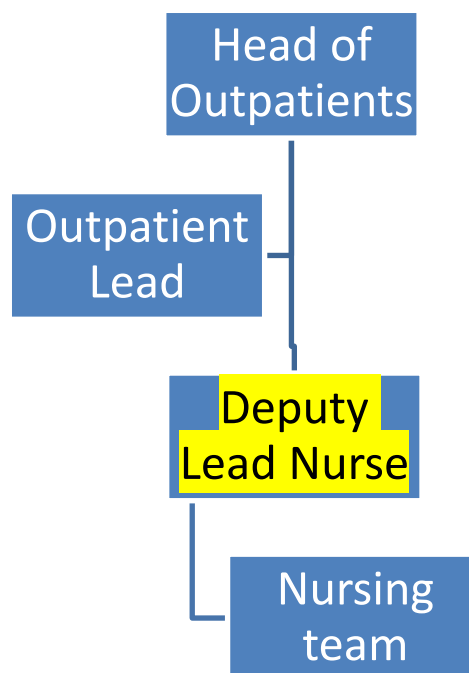 Head of
Outpatients
Outpatient
Lead
Deputy
Lead Nurse
Nursing
team